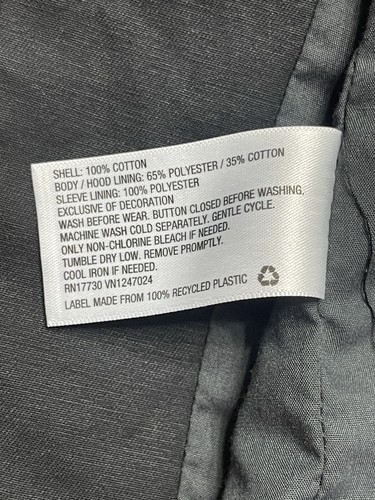 SHELL: 100% COTTON
BODY / HOOD LINING: 65% POLYESTER / 35% COTTON
SLEEVE LINING: 100% POLYESTER
EXCLUSIVE OF DECORATION
WASH BEFORE WEAR. BUTTON CLOSED BEFORE WASHING,
MACHINE WASH COLD SEPARATELY. GENTLE CYCLE.
ONLY NON-CHLORINE BLEACH IF NEEDED.
TUMBLE DRY LOW. REMOVE PROMPTLY.
COOL IRON IF NEEDED.
RN17730 VN1247024
LABEL MADE FROM 100% RECYCLED PLASTIC